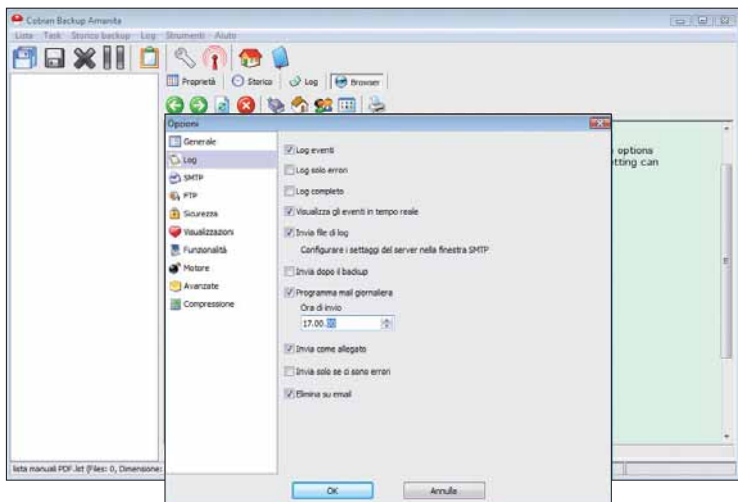 Cobian Backup Amanita
Lista Task Storico backup Log Strumenti Aiuto
Proprietà Storico Log Browser
Opzioni
Generale
Log
SMTP
FTP
Sicurezza
Visualizzazioni
Funzionalità
Motore
Avanzate
Compressione
Log eventi
Log solo errori
Log completo
Visualizza gli eventi in tempo reale
Invia file di log
Configurare i settaggi del server nella finestra SMTP
Invia dopo il backup
Programma mail giornaliera
Ora di invio
17.00.00
Invia come allegato
Invia solo se ci sono errori
Elimina su email
OK Annulla
options
tting can
lista manuali PDF.lst (Files: 0, Dimensione: